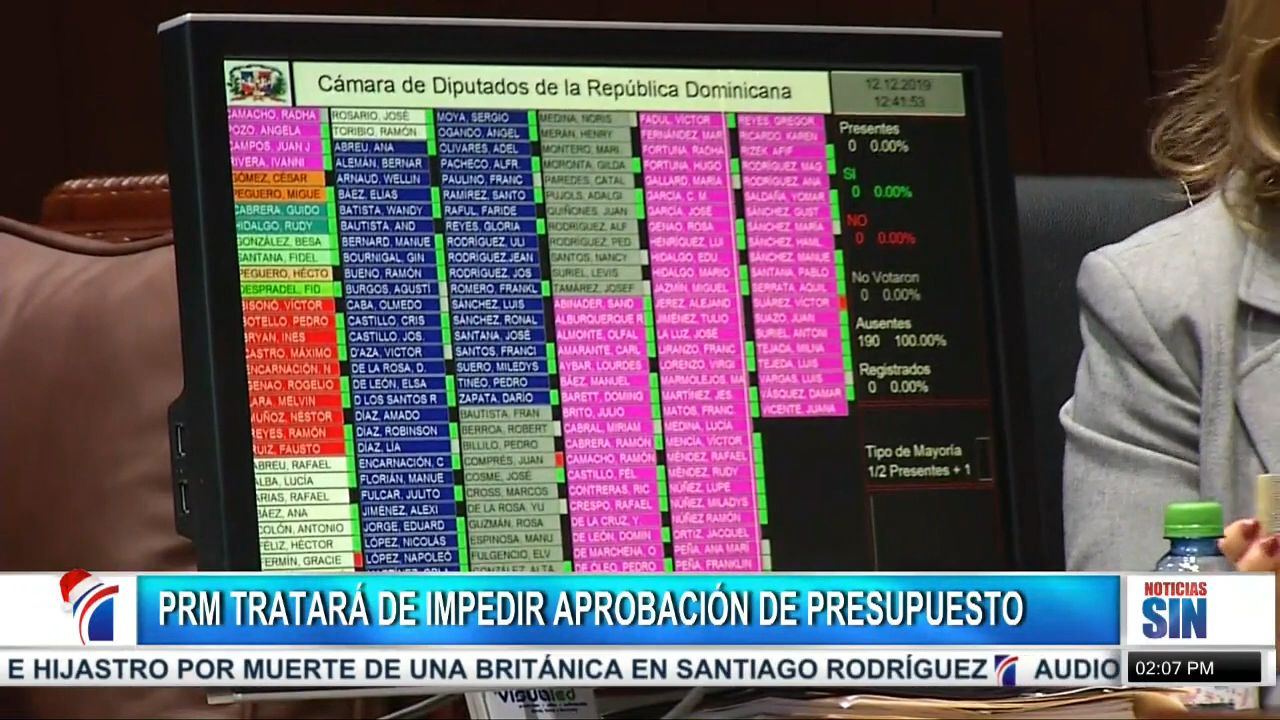 Cámara de Diputados de la República Dominicana
12.12.2019
12:41:53
CAMACHO, RADHA
POZO, ANGELA
CAMPOS, JUAN J
RIVERA, IVANNI
GÓMEZ, CÉSAR
PEGUERO, MIGUE
CABRERA, GUIDO
HIDALGO, RUDY
GONZÁLEZ, BESA
SANTANA, FIDEL
PEGUERO, HÉCTO
DESPRADEL, FID
BISONÓ, VÍCTOR
BOTELLO, PEDRO
BRYAN, INES
CASTRO, MÁXIMO
ENCARNACIÓN, N
GENAO, ROGELIO
LARA, MELVIN
MUÑOZ, NÉSTOR
REYES, RAMÓN
RUIZ, FAUSTO
ABREU, RAFAEL
ALBA, LUCÍA
ARIAS, RAFAEL
BÁEZ, ANA
COLÓN, ANTONIO
FÉLIZ, HÉCTOR
FERMÍN, GRACIE
ROSARIO, JOSÉ
TORIBIO, RAMÓN
ABREU, ANA
ALEMÁN, BERNAR
ARNAUD, WELLIN
BÁEZ, ELIAS
BATISTA, WANDY
BAUTISTA, AND
BERNARD, MANUE
BOURNIGAL, GIN
BUENO, RAMÓN
BURGOS, AGUSTÍ
CABA, OLMEDO
CASTILLO, CRIS
CASTILLO, JOS.
D'AZA, VICTOR
DE LA ROSA, D.
DE LEÓN, ELSA
D LOS SANTOS R
DÍAZ, AMADO
DÍAZ, ROBINSON
DÍAZ, LÍA
ENCARNACIÓN, C
FLORIÁN, MANUE
FULCAR, JULITO
JIMÉNEZ, ALEXI
JORGE, EDUARD
LÓPEZ, NICOLÁS
LÓPEZ, NAPOLEÓ
MOYA, SERGIO
OGANDO, ÁNGEL
OLIVARES, ADEL
PACHECO, ALFR.
PAULINO, FRANC
RAMÍREZ, SANTO
RAFUL, FARIDE
REYES, GLORIA
RODRÍGUEZ, ULI
RODRÍGUEZ, JEAN
RODRÍGUEZ, JOS
ROMERO, FRANKL
SÁNCHEZ, LUIS
SÁNCHEZ, RONAL
SANTANA, JOSÉ
SANTOS, FRANCI
SUERO, MILEDYS
TINEO, PEDRO
ZAPATA, DARÍO
BAUTISTA, FRAN
BERROA, ROBERT
BILLILO, PEDRO
COMPRÉS, JUAN
COSME, JOSÉ
CROSS, MARCOS
DE LA ROSA, YU
GUZMÁN, ROSA
ESPINOSA, MANU
FULGENCIO, ELV
GONZÁLEZ, ALTA
MEDINA, NORIS
MERÁN, HENRY
MONTERO, MARI
MORONTA, GILDA
PAREDES, CATAL
PUJOLS, ADALGI
QUIÑONES, JUAN
RODRÍGUEZ, ALF
RODRÍGUEZ, PED
SANTOS, NANCY
SURIEL, LEVIS
TAMÁREZ, JOSEF
ABINADER, SAND
ALBURQUERQUE R
ALMONTE, OLFAL
AMARANTE, CARL
AYBAR, LOURDES
BÁEZ, MANUEL
BARETT, DOMING
BRITO, JULIO
CABRAL, MIRIAM
CABRERA, RAMÓN
CAMACHO, RAMÓN
CASTILLO, FÉL
CONTRERAS, RIC
CRESPO, RAFAEL
DE LA CRUZ, Y
DE LEÓN, DOMIN
DE MARCHENA, O
DE ÓLEO, PEDRO
FADUL, VÍCTOR
FERNÁNDEZ, MAR
FORTUNA, RADHA
FORTUNA, HUGO
GALLARD, MARIA
GARCÍA, C. M.
GARCÍA, JOSÉ
GENAO, ROSA
HENRÍQUEZ, LUI
HIDALGO, EDU
HIDALGO, MARIO
JAZMÍN, MIGUEL
JEREZ, ALEJAND
JIMÉNEZ, TULIO
LA LUZ, JOSÉ
LIRANZO, FRANC
LORENZO, VIRGI
MARMOLEJOS, MA
MARTÍNEZ, JES.
MATOS, FRANC.
MEDINA, LUCÍA
MENCÍA, VÍCTOR
MÉNDEZ, RAFAEL
MÉNDEZ, RUDY
NÚÑEZ, LUPE
NÚÑEZ, MILADYS
NÚÑEZ, RAMÓN
ORTIZ, JACQUEL
PEÑA, ANA MARÍ
PEÑA, FRANKLIN
REYES, GREGOR
RICARDO, KAREN
RIZEK, AFIF
RODRÍGUEZ, MAG
RODRÍGUEZ, ANA
SALDAÑA, YOMAR
SÁNCHEZ, GUST
SÁNCHEZ, MARÍA
SÁNCHEZ, HAML
SÁNCHEZ, MANUE
SANTANA, PABLO
SERRATA, AQUIL
SUÁREZ, VÍCTOR
SUAZO, JUAN
SURIEL, ANTONI
TEJADA, MILNA
TEJEDA, LUIS
VARGAS, LUIS
VÁSQUEZ, DAMAR
VICENTE, JUANA
Presentes
0 0.00%
SI
0 0.00%
NO
0 0.00%
No Votaron
0 0.00%
Ausentes
190 100.00%
Registrados
0 0.00%
Tipo de Mayoría
1/2 Presentes + 1
PRM TRATARÁ DE IMPEDIR APROBACIÓN DE PRESUPUESTO
NOTICIAS
SIN
E HIJASTRO POR MUERTE DE UNA BRITÁNICA EN SANTIAGO RODRÍGUEZ AUDIO
02:07 PM
visualed